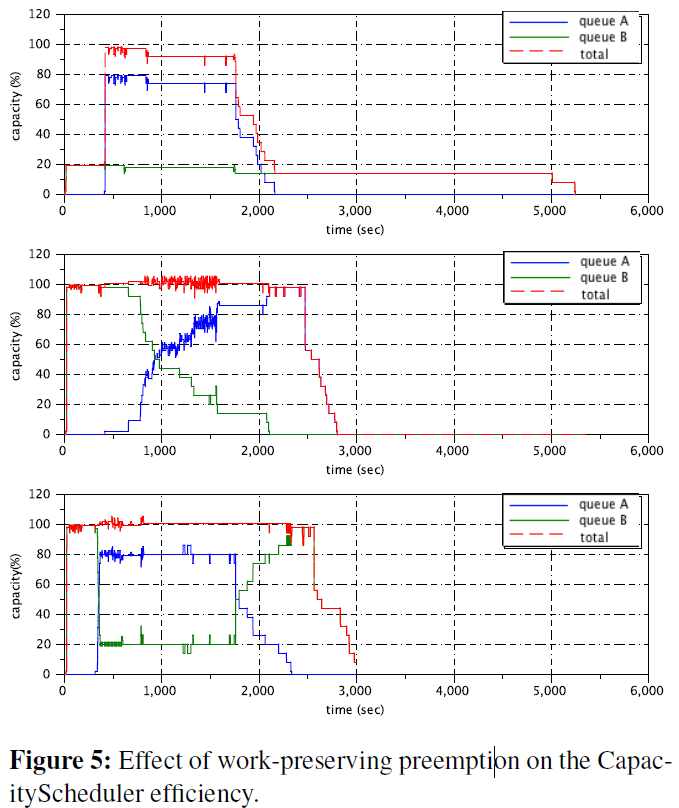 120
100
80
60
40
20
0
capacity (%)
queue A
queue B
total
0 1,000 2,000 3,000 4,000 5,000 6,000
time (sec)
120
100
80
60
40
20
0
capacity (%)
queue A
queue B
total
0 1,000 2,000 3,000 4,000 5,000 6,000
time (sec)
120
100
80
60
40
20
0
capacity(%)
queue A
queue B
total
0 1,000 2,000 3,000 4,000 5,000 6,000
time (sec)
Figure 5: Effect of work-preserving preemption on the Capac-
ityScheduler efficiency.